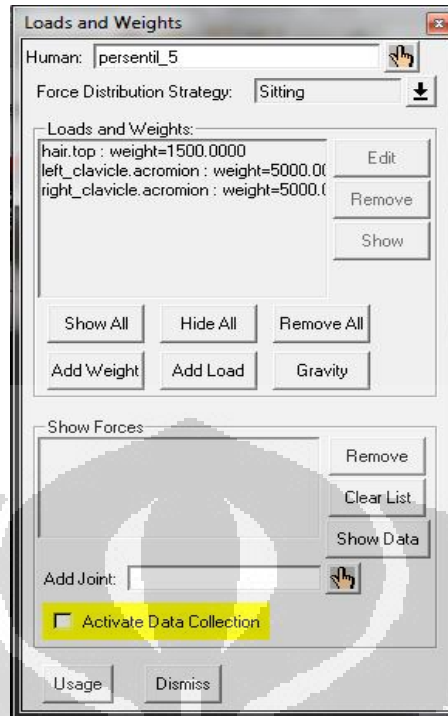 Loads and Weights
Human: persentil_5
Force Distribution Strategy: Sitting
Loads and Weights:
hair.top : weight=1500.0000
left_clavicle.acromion : weight=5000.00
right_clavicle.acromion : weight=5000.0
Edit
Remove
Show
Show All Hide All Remove All
Add Weight Add Load Gravity
Show Forces
Remove
Clear List
Show Data
Add Joint:
Activate Data Collection
Usage Dismiss